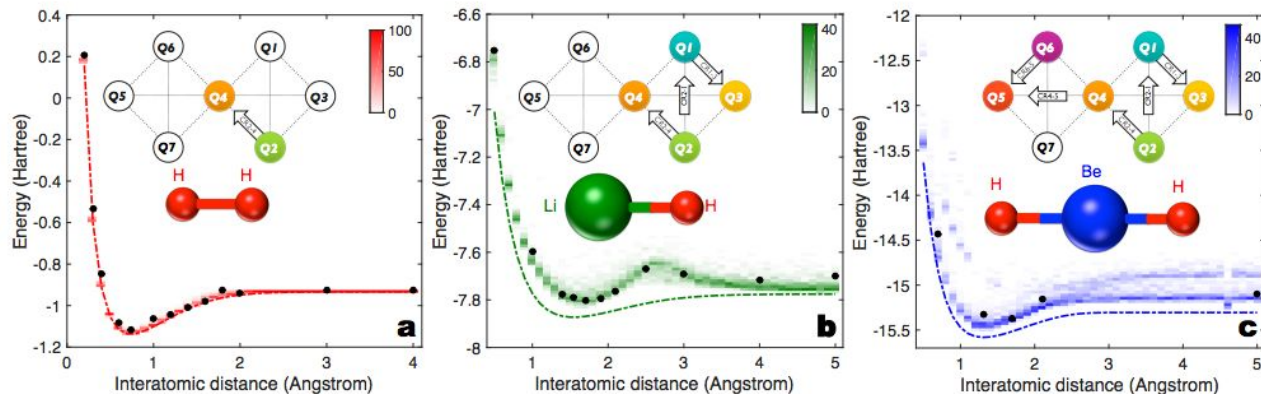 Energy (Hartree)
0.4
0.2
0
-0.2
-0.4
-0.6
-0.8
-1
-1.2
0 1 2 3 4
Interatomic distance (Angstrom)
100
50
0
Q6 Q1
Q5 Q4 Q3
Q7 Q2
H H
a
Energy (Hartree)
-6.6
-6.8
-7
-7.2
-7.4
-7.6
-7.8
-8
1 2 3 4 5
Interatomic distance (Angstrom)
40
20
0
Q6 Q1
Q5 Q4 Q3
Q7 Q2
Li H
b
Energy (Hartree)
-12
-12.5
-13
-13.5
-14
-14.5
-15
-15.5
1 2 3 4 5
Interatomic distance (Angstrom)
40
20
0
Q6 Q1
Q5 CR4-5 Q4 Q3
Q7 Q2
H Be H
c